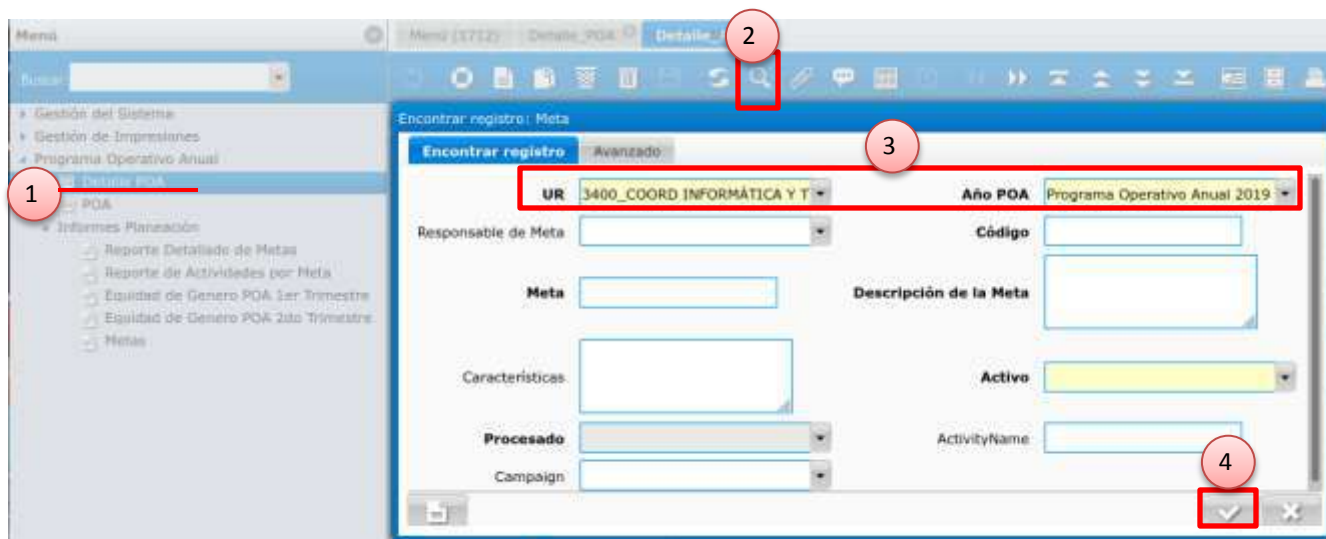 Menú
Menú (1712) Detalle_POA Detalle_
2
Buscar
Gestión del Sistema
Gestión de Impresiones
Programa Operativo Anual
Detalle POA
1
POA
Informes Planeación
Reporte Detallado de Metas
Reporte de Actividades por Meta
Equidad de Genero POA 1er Trimestre
Equidad de Genero POA 2do Trimestre
Metas
Encontrar registro: Meta
Encontrar registro Avanzado
3
UR 3400_COORD INFORMÁTICA Y T Año POA Programa Operativo Anual 2019
Responsable de Meta Código
Meta Descripción de la Meta
Características Activo
Procesado ActivityName
Campaign
4